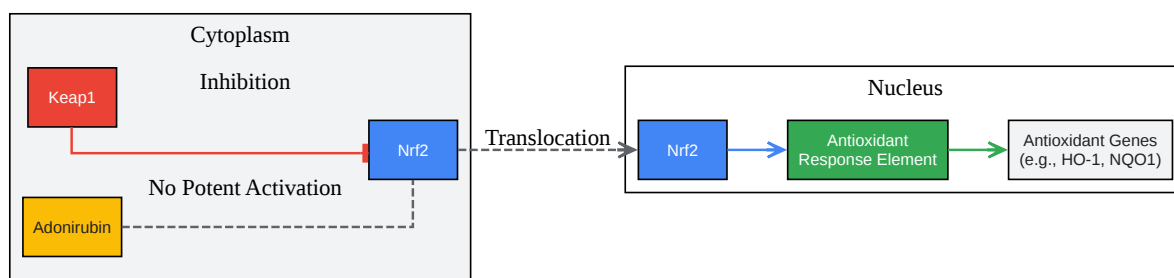 Cytoplasm
Inhibition
Keap1
Nrf2
No Potent Activation
Adonirubin
Translocation
Nucleus
Nrf2
Antioxidant
Response Element
Antioxidant Genes
(e.g., HO-1, NQO1)